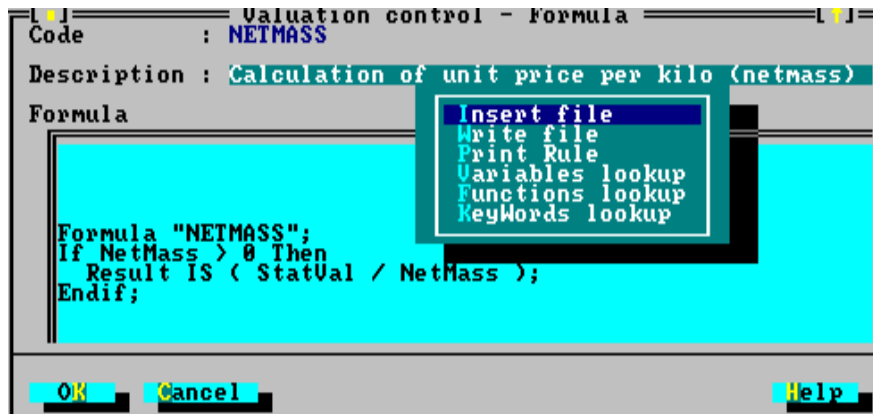 Valuation control - Formula
Code : NETMASS
Description : Calculation of unit price per kilo (netmass)
Formula
Insert file
Write file
Print Rule
Variables lookup
Functions lookup
KeyWords lookup
Formula "NETMASS";
If NetMass > 0 Then
Result IS ( StatVal / NetMass );
Endif;
OK Cancel Help